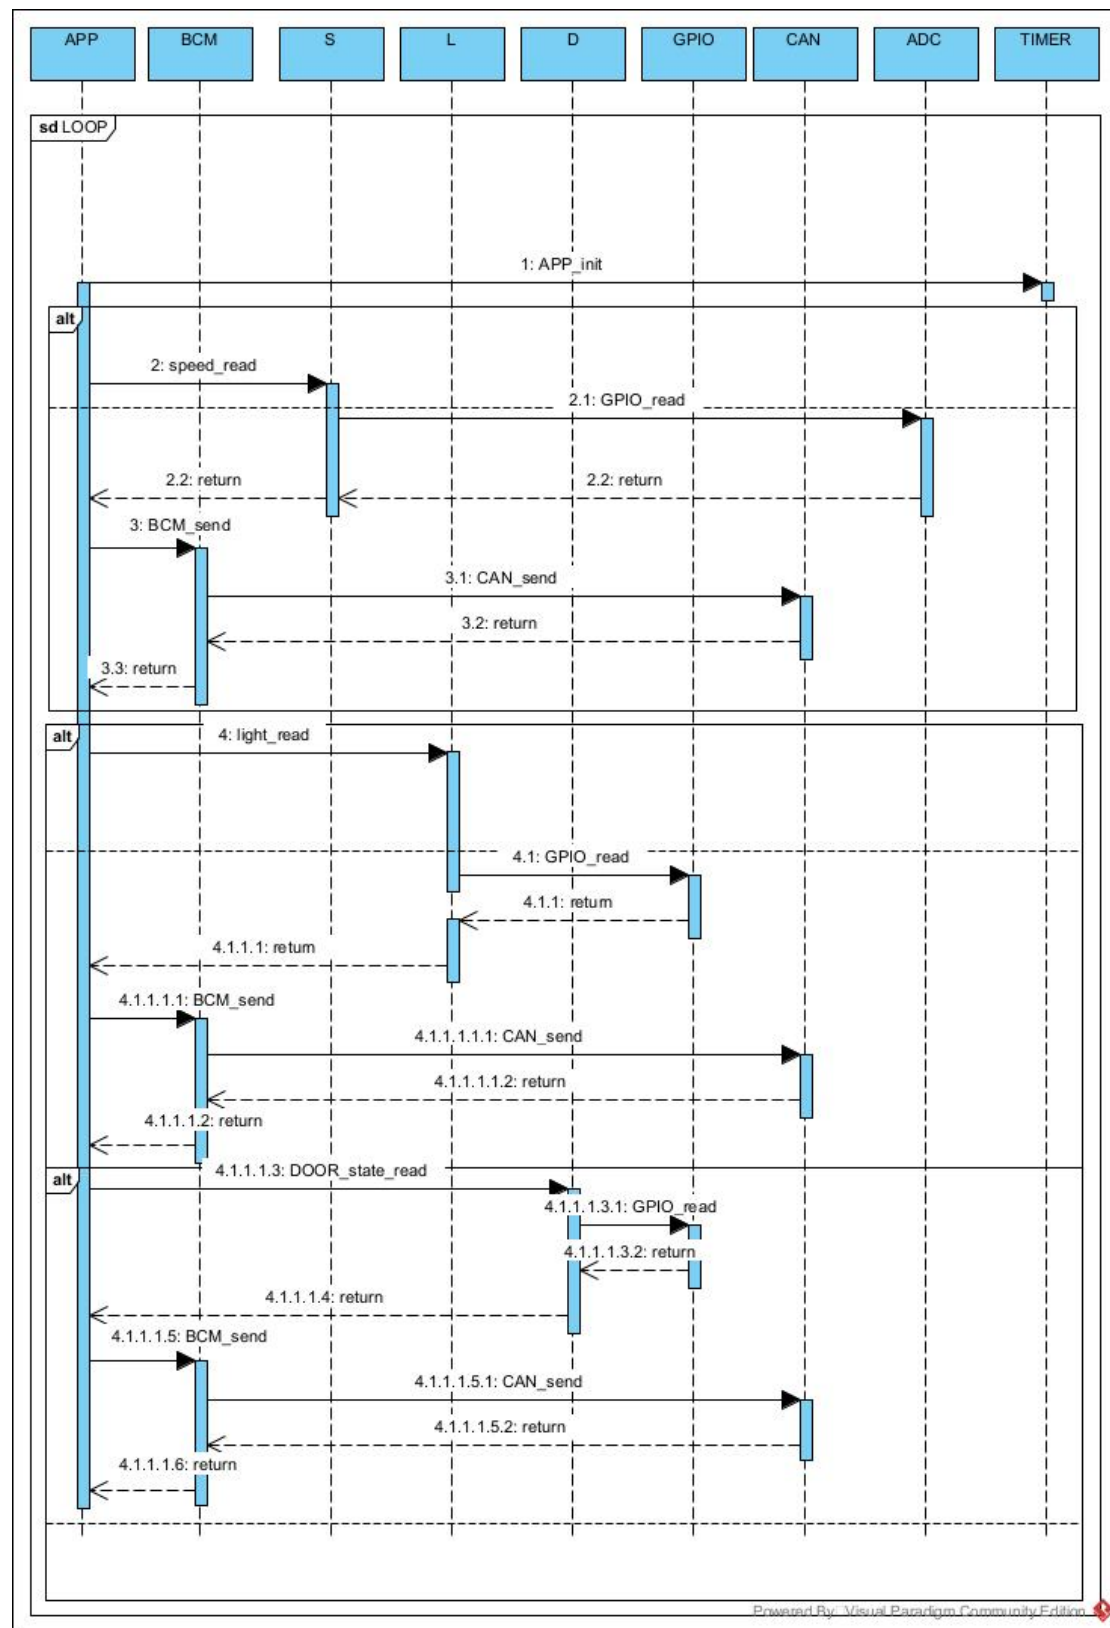 APP BCM S L D GPIO CAN ADC TIMER
sd LOOP
1: APP_init
alt
2: speed_read
2.1: GPIO_read
2.2: return 2.2: return
3: BCM_send
3.1: CAN_send
3.2: return
3.3: return
alt
4: light_read
4.1: GPIO_read
4.1.1: return
4.1.1.1: return
4.1.1.1.1: BCM_send
4.1.1.1.1.1: CAN_send
4.1.1.1.1.2: return
4.1.1.1.2: return
alt
4.1.1.1.3: DOOR_state_read
4.1.1.1.3.1: GPIO_read
4.1.1.1.3.2: return
4.1.1.1.4: return
4.1.1.1.5: BCM_send
4.1.1.1.5.1: CAN_send
4.1.1.1.5.2: return
4.1.1.1.6: return
Powered By: Visual Paradigm Community Edition